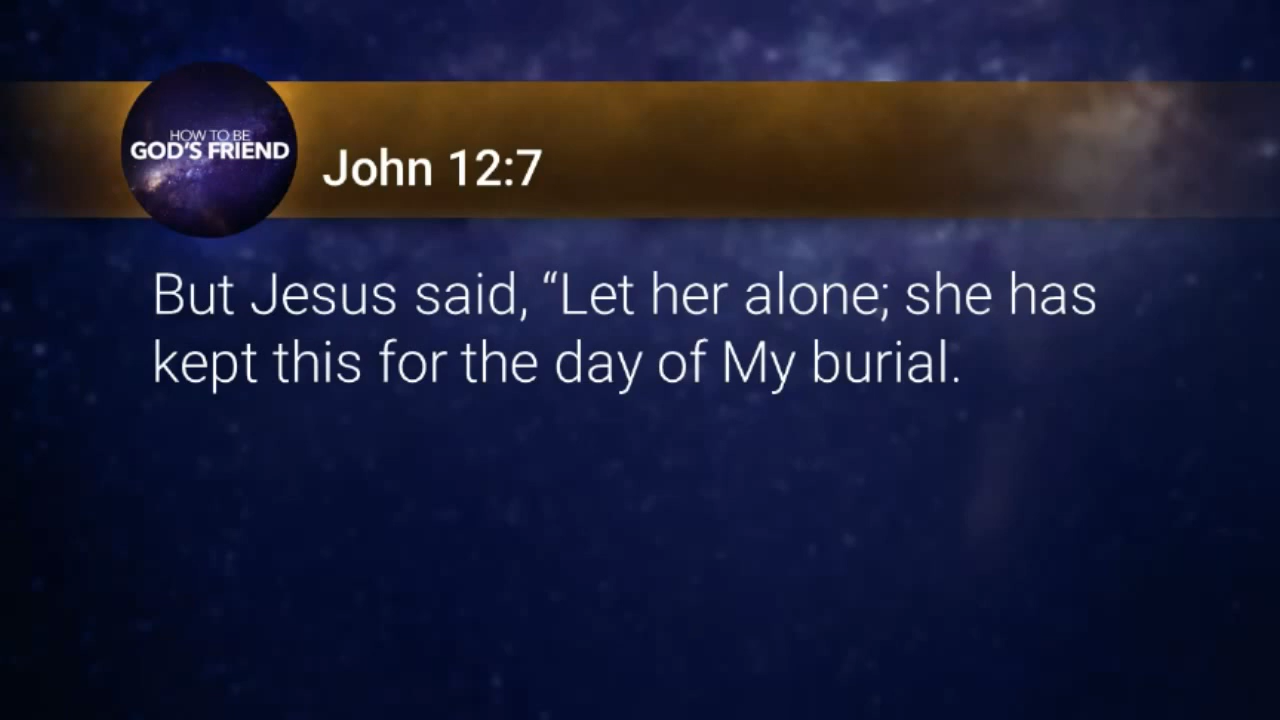 HOW TO BE
GOD'S FRIEND
John 12:7
But Jesus said, “Let her alone; she has
kept this for the day of My burial.